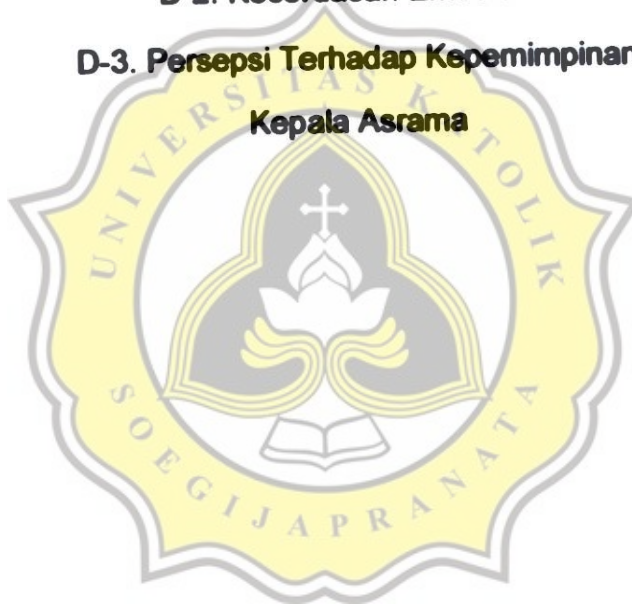 D-3. Persepsi Terhadap Kepemimpinan
Kepala Asrama
UNIVERSITAS KATOLIK
SOEGIJAPRANATA